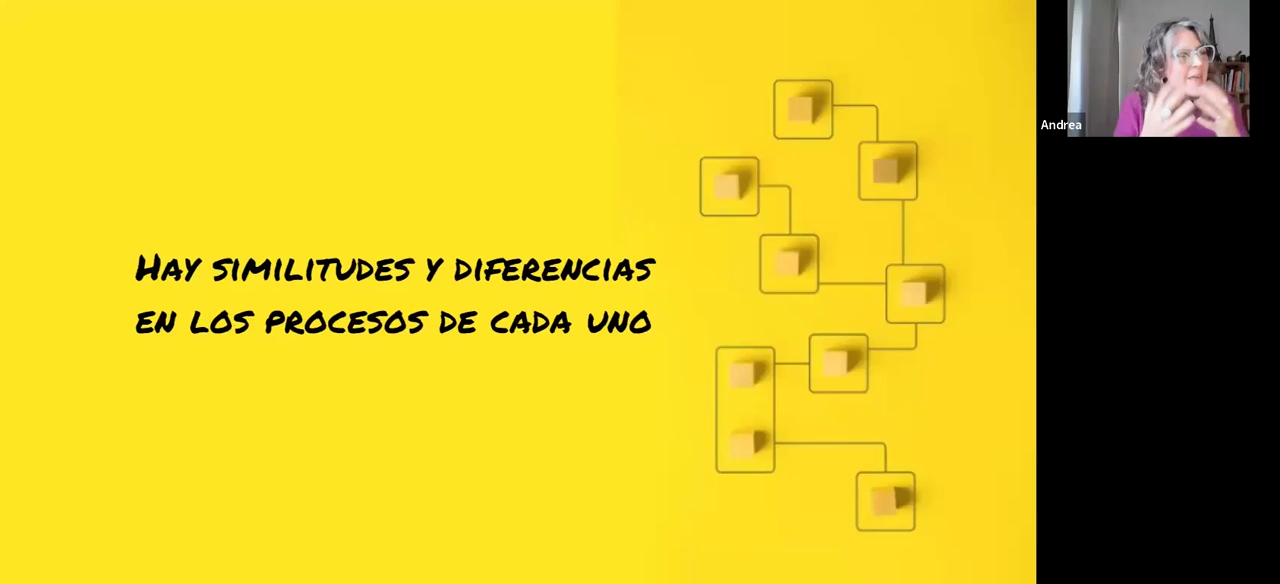 Hay similitudes y diferencias
en los procesos de cada uno
Andrea